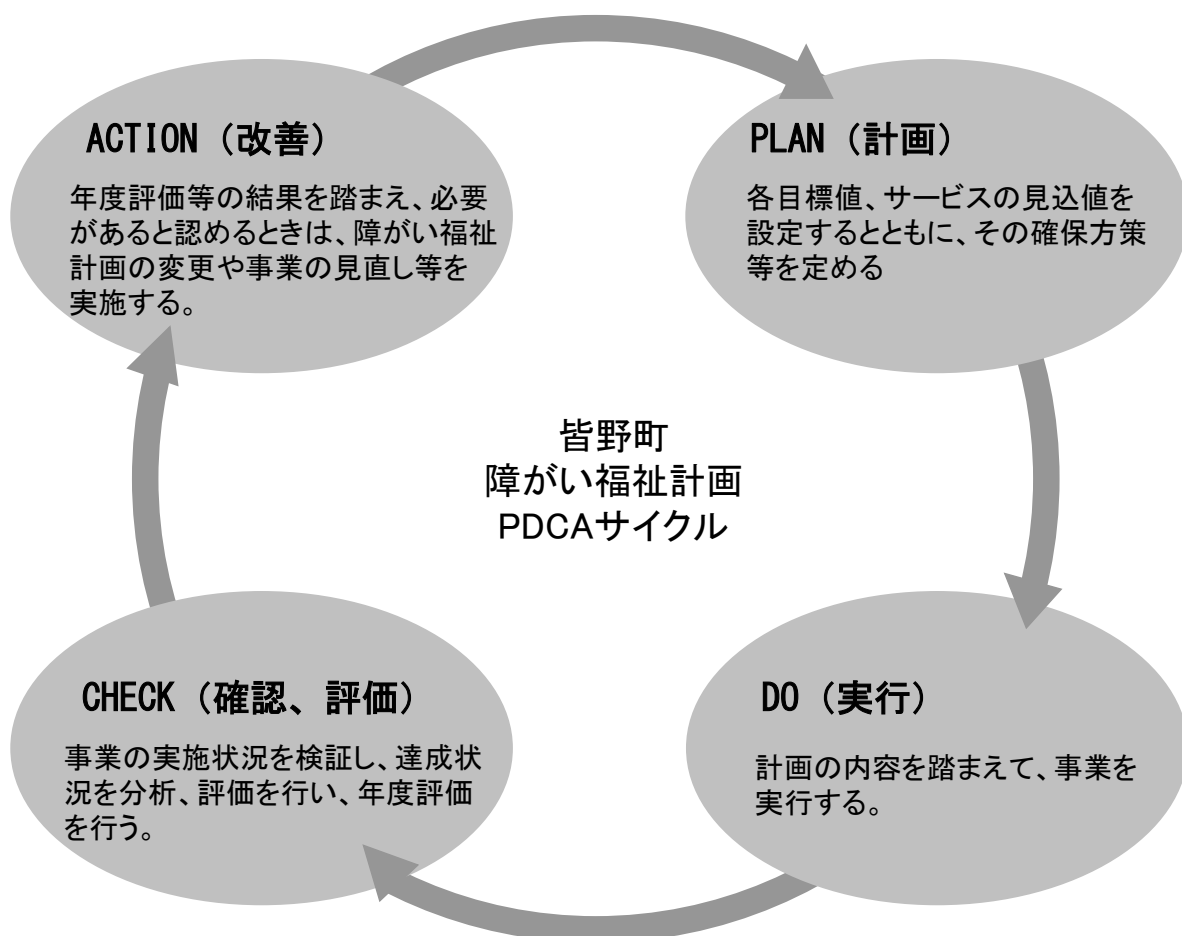 ACTION（改善）
年度評価等の結果を踏まえ、必要
があると認めるときは、障がい福祉
計画の変更や事業の見直し等を
実施する。
PLAN（計画）
各目標値、サービスの見込値を
設定するとともに、その確保方策
等を定める
皆野町
障がい福祉計画
PDCAサイクル
CHECK（確認、評価）
事業の実施状況を検証し、達成状
況を分析、評価を行い、年度評価
を行う。
DO（実行）
計画の内容を踏まえて、事業を
実行する。